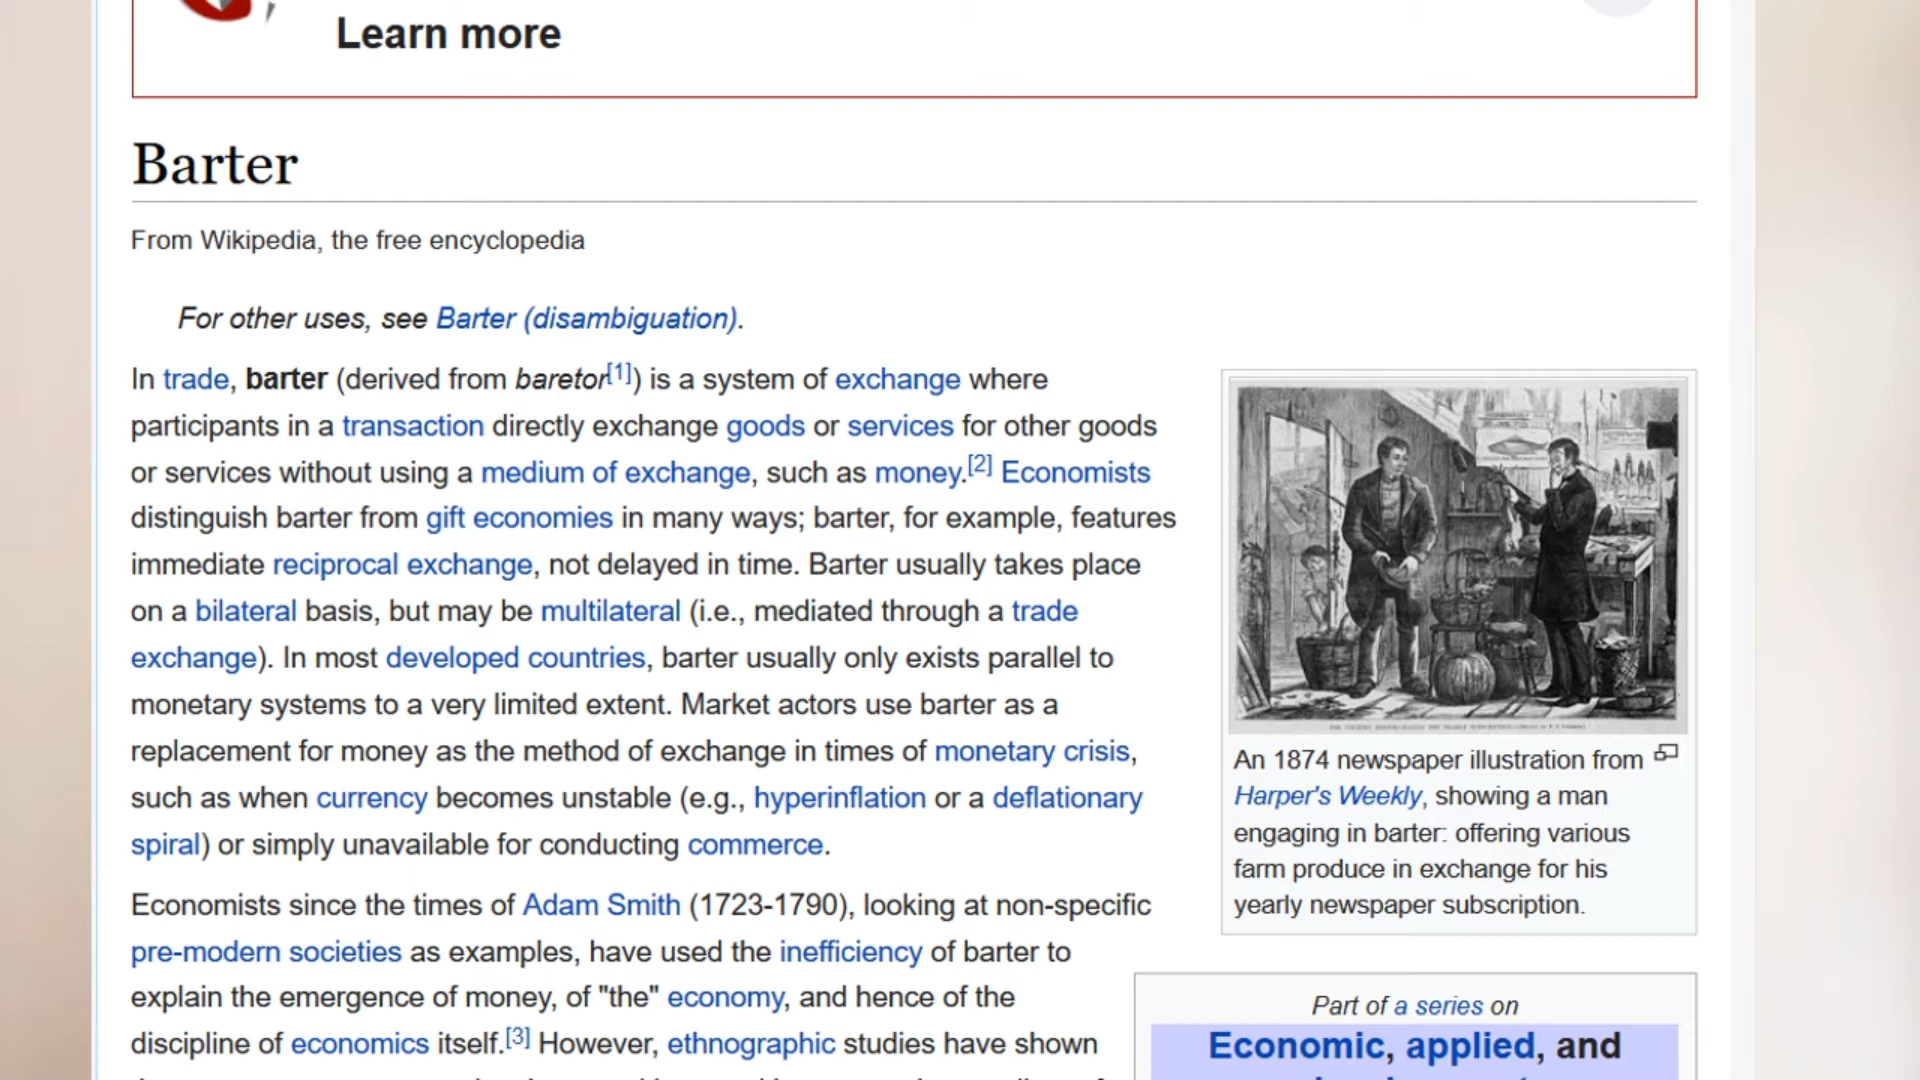 Learn more
Barter
From Wikipedia, the free encyclopedia
For other uses, see Barter (disambiguation).
In trade, barter (derived from baretor[1]) is a system of exchange where
participants in a transaction directly exchange goods or services for other goods
or services without using a medium of exchange, such as money.[2] Economists
distinguish barter from gift economies in many ways; barter, for example, features
immediate reciprocal exchange, not delayed in time. Barter usually takes place
on a bilateral basis, but may be multilateral (i.e., mediated through a trade
exchange). In most developed countries, barter usually only exists parallel to
monetary systems to a very limited extent. Market actors use barter as a
replacement for money as the method of exchange in times of monetary crisis,
such as when currency becomes unstable (e.g., hyperinflation or a deflationary
spiral) or simply unavailable for conducting commerce.
Economists since the times of Adam Smith (1723-1790), looking at non-specific
pre-modern societies as examples, have used the inefficiency of barter to
explain the emergence of money, of "the" economy, and hence of the
discipline of economics itself.[3] However, ethnographic studies have shown
An 1874 newspaper illustration from
Harper's Weekly, showing a man
engaging in barter: offering various
farm produce in exchange for his
yearly newspaper subscription.
Part of a series on
Economic, applied, and